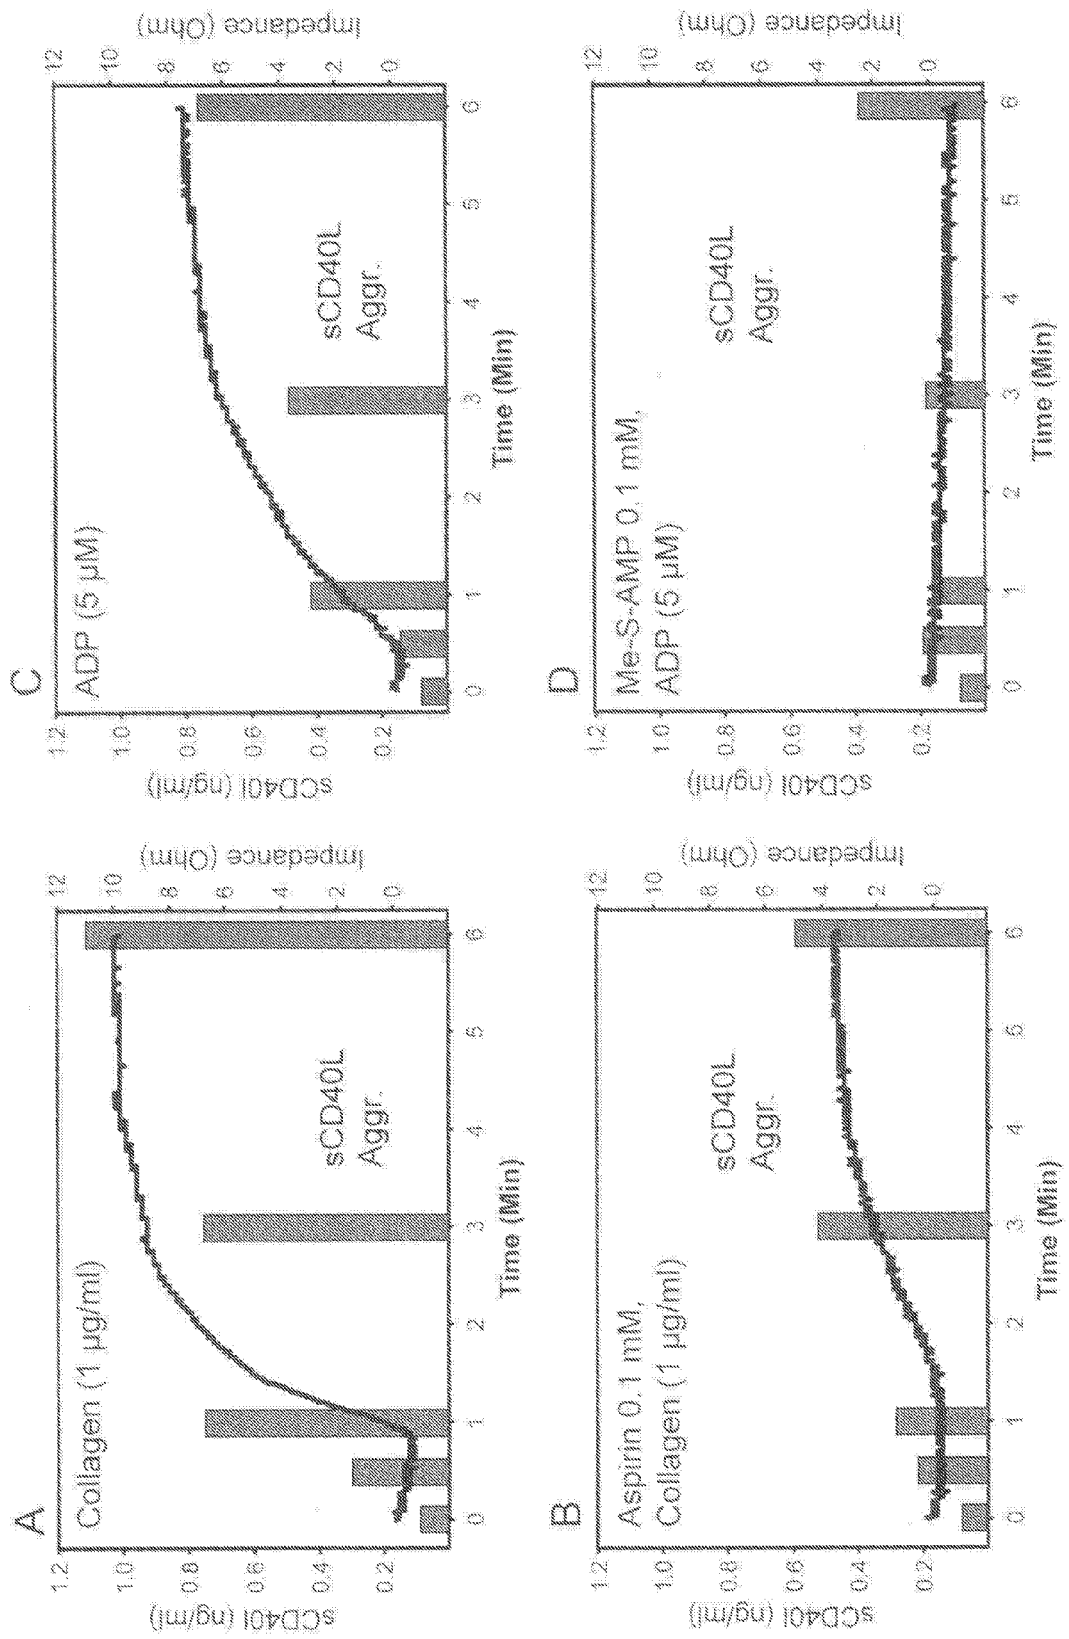 A
Collagen (1 µg/ml)
sCD40l (ng/ml)
1.2
1.0
0.8
0.6
0.4
0.2
Impedance (Ohm)
12
10
8
6
4
2
0
sCD40L
Aggr.
0
1
2
3
4
5
6
Time (Min)
C
ADP (5 µM)
sCD40l (ng/ml)
1.2
1.0
0.8
0.6
0.4
0.2
Impedance (Ohm)
12
10
8
6
4
2
0
sCD40L
Aggr.
0
1
2
3
4
5
6
Time (Min)
B
Aspirin 0.1 mM,
Collagen (1 µg/ml)
sCD40l (ng/ml)
1.2
1.0
0.8
0.6
0.4
0.2
Impedance (Ohm)
12
10
8
6
4
2
0
sCD40L
Aggr.
0
1
2
3
4
5
6
Time (Min)
D
Me-S-AMP 0.1 mM,
ADP (5 µM)
sCD40l (ng/ml)
1.2
1.0
0.8
0.6
0.4
0.2
Impedance (Ohm)
12
10
8
6
4
2
0
sCD40L
Aggr.
0
1
2
3
4
5
6
Time (Min)